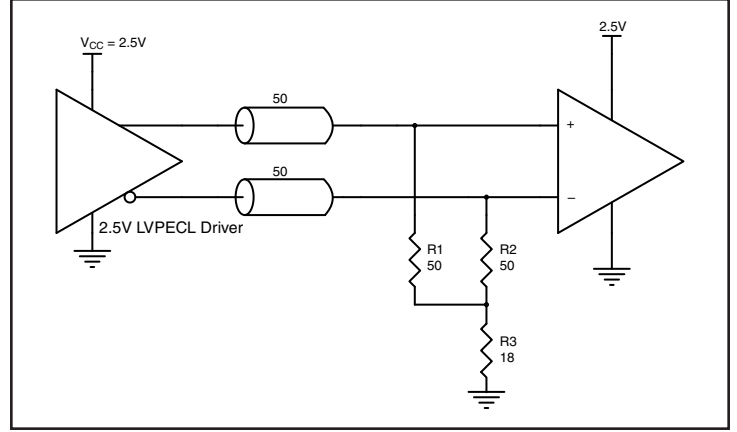 V_CC = 2.5V
2.5V
50
+
50
−
2.5V LVPECL Driver
R1
50
R2
50
R3
18